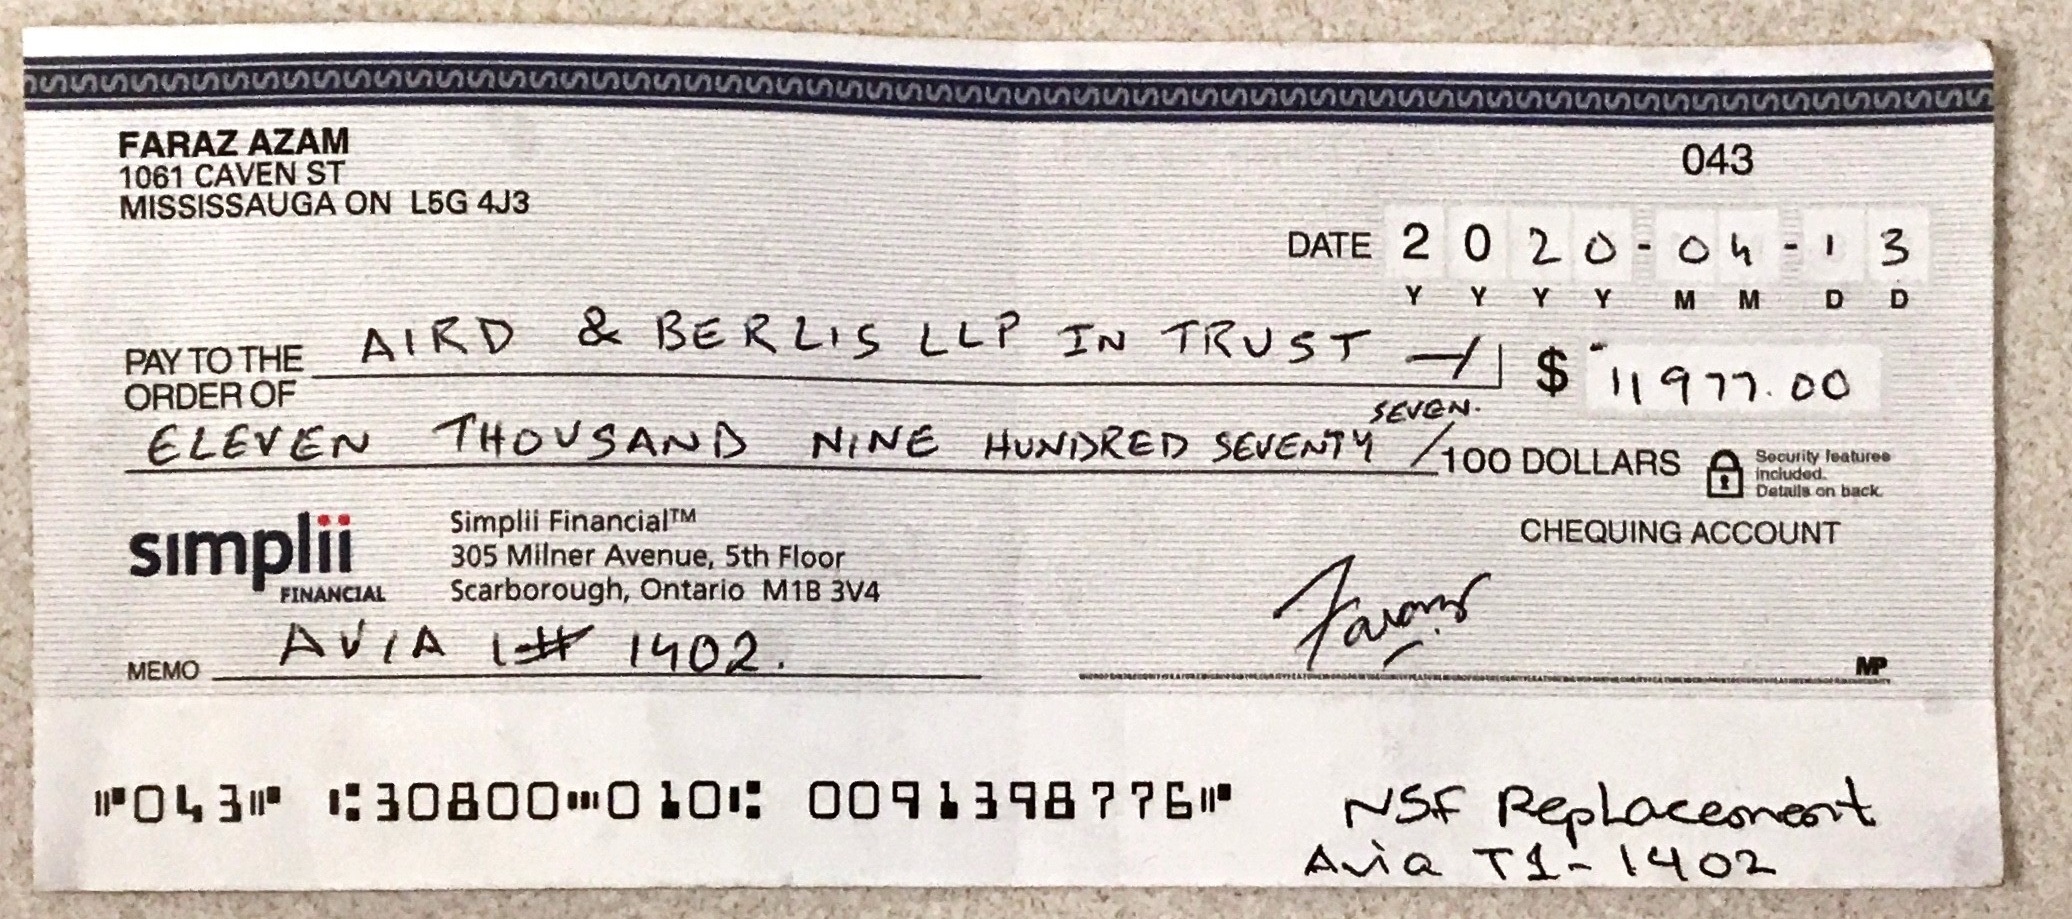 FARAZ AZAM
1061 CAVEN ST
MISSISSAUGA ON L5G 4J3
043
DATE 2020-04-13
Y Y Y Y M M D D
PAY TO THE ORDER OF AIRD & BERLIS LLP IN TRUST
$ 11977.00
ELEVEN THOUSAND NINE HUNDRED SEVENTY SEVEN. /100 DOLLARS
Security features
included.
Details on back.
CHEQUING ACCOUNT
simplii
FINANCIAL
Simplii Financial™
305 Milner Avenue, 5th Floor
Scarborough, Ontario M1B 3V4
Faraz
MEMO AVIA 1# 1402.
MP
⑈043⑈ ⑆30800⑉010⑆ 0091398776⑈
NSF Replacement
Avia T1-1402